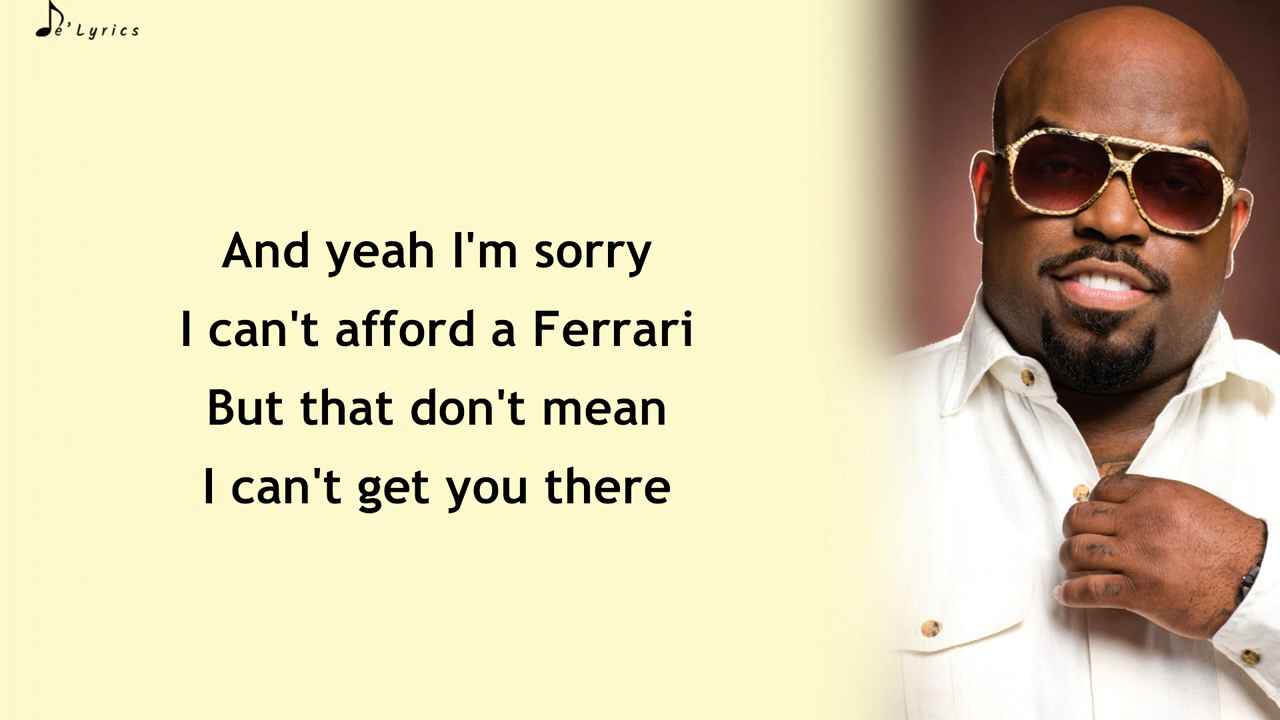 e'Lyrics
And yeah I'm sorry
I can't afford a Ferrari
But that don't mean
I can't get you there